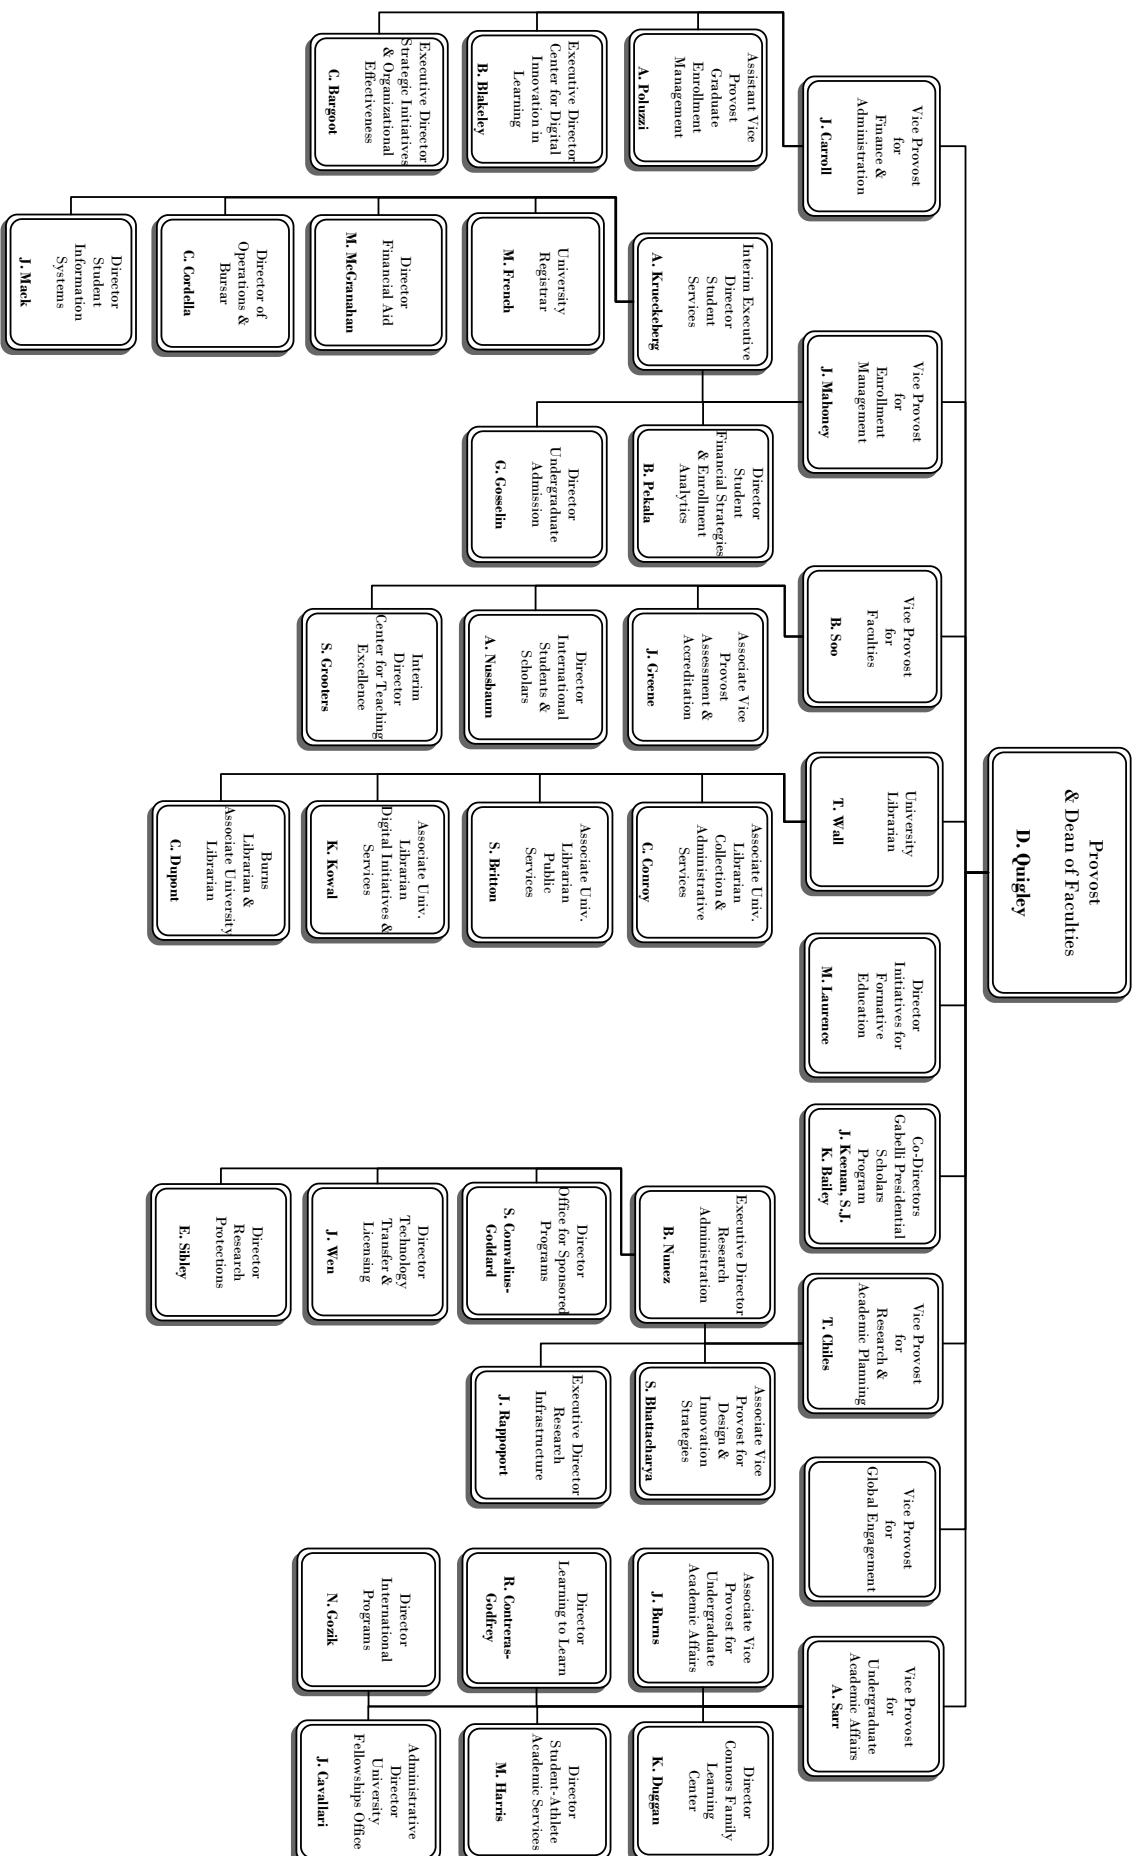 Provost
& Dean of Faculties
D. Quigley
Vice Provost
for
Finance &
Administration
J. Carroll
Assistant Vice
Provost
Graduate
Enrollment
Management
A. Poluzzi
Executive Director
Center for Digital
Innovation in
Learning
B. Blakeley
Executive Director
Strategic Initiatives
& Organizational
Effectiveness
C. Bargoot
Vice Provost
for
Enrollment
Management
J. Mahoney
Interim Executive
Director
Student
Services
A. Krueckeberg
University
Registrar
M. French
Director
Financial Aid
M. McGranahan
Director of
Operations &
Bursar
C. Cordella
Director
Student
Information
Systems
J. Mack
Director
Student
Financial Strategies
& Enrollment
Analytics
B. Pekala
Director
Undergraduate
Admission
G. Gosselin
Vice Provost
for
Faculties
B. Soo
Associate Vice
Provost
Assessment &
Accreditation
J. Greene
Director
International
Students &
Scholars
A. Nussbaum
Interim
Director
Center for Teaching
Excellence
S. Grooters
University
Librarian
T. Wall
Associate Univ.
Librarian
Collection &
Administrative
Services
C. Conroy
Associate Univ.
Librarian
Public
Services
S. Britton
Associate Univ.
Librarian
Digital Initiatives &
Services
K. Kowal
Burns
Librarian &
Associate University
Librarian
C. Dupont
Director
Initiatives for
Formative
Education
M. Laurence
Co-Directors
Gabelli Presidential
Scholars
Program
J. Keenan, S.J.
K. Bailey
Vice Provost
for
Research &
Academic Planning
T. Chiles
Executive Director
Research
Administration
B. Nunez
Director
Office for Sponsored
Programs
S. Comvalius-
Goddard
Director
Technology
Transfer &
Licensing
J. Wen
Director
Research
Protections
E. Sibley
Associate Vice
Provost for
Design &
Innovation
Strategies
S. Bhattacharya
Executive Director
Research
Infrastructure
J. Rappoport
Vice Provost
for
Global Engagement
Vice Provost
for
Undergraduate
Academic Affairs
A. Sarr
Associate Vice
Provost for
Undergraduate
Academic Affairs
J. Burns
Director
Learning to Learn
R. Contreras-
Godfrey
Director
International
Programs
N. Gozik
Director
Connors Family
Learning
Center
K. Duggan
Director
Student-Athlete
Academic Services
M. Harris
Administrative
Director
University
Fellowships Office
J. Cavallari